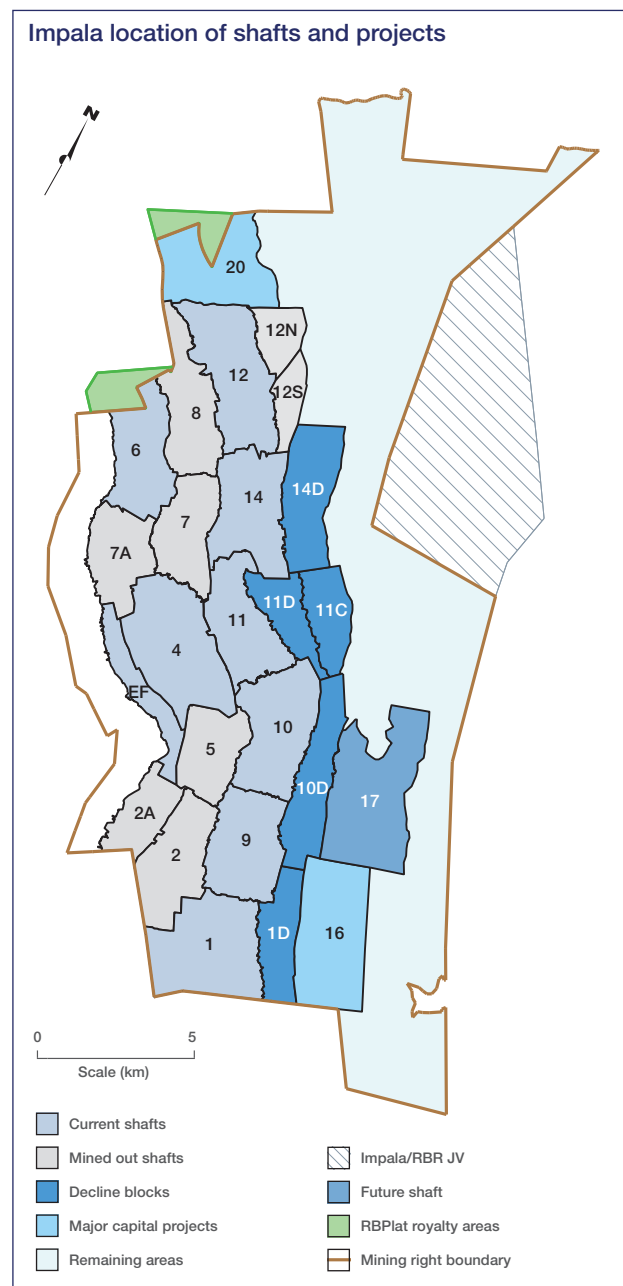 Impala location of shafts and projects
N
20
12N
12
12S
8
6
14D
14
7
7A
11D
11C
11
4
EF
10
5
10D
17
2A
9
2
16
1D
1
0 5
Scale (km)
Current shafts
Mined out shafts
Decline blocks
Major capital projects
Remaining areas
Impala/RBR JV
Future shaft
RBPlat royalty areas
Mining right boundary